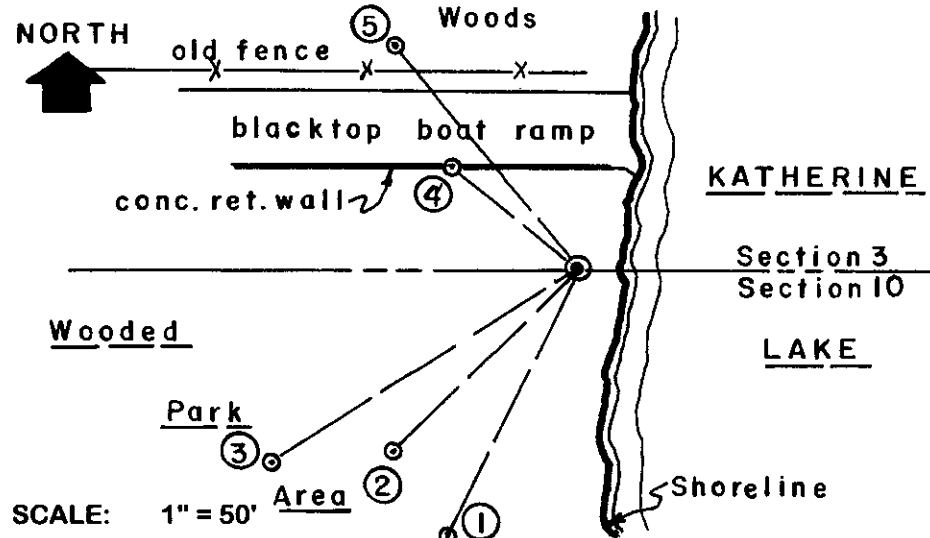 NORTH
⑤ Woods
old fence
X X X
blacktop boat ramp
conc. ret. wall
④
KATHERINE
Section 3
Section 10
Wooded
LAKE
Park
③
②
Area
SCALE: 1" = 50'
①
Shoreline